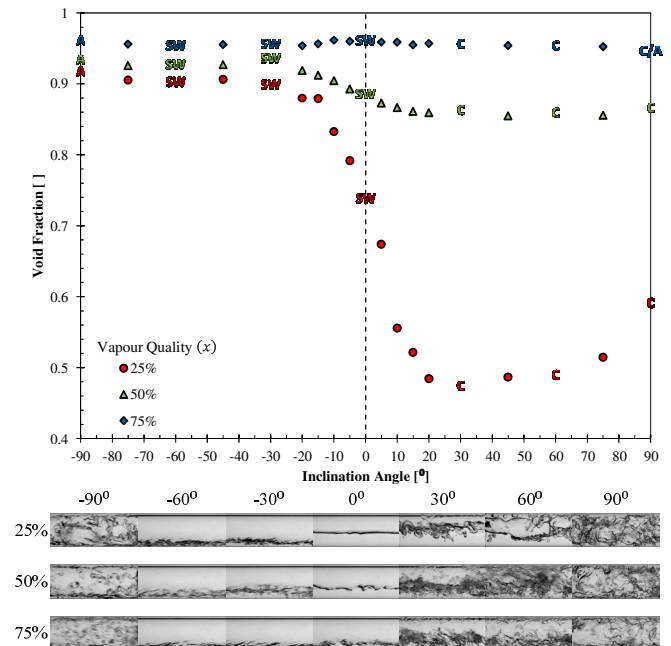 1
0.9
0.8
0.7
0.6
0.5
0.4
Void Fraction [ ]
A SW SW SW C C C/A
A SW SW SW C C C
A SW SW SW C C C
Vapour Quality (x)
25%
50%
75%
-90 -80 -70 -60 -50 -40 -30 -20 -10 0 10 20 30 40 50 60 70 80 90
Inclination Angle [⁰]
-90⁰ -60⁰ -30⁰ 0⁰ 30⁰ 60⁰ 90⁰
25%
50%
75%